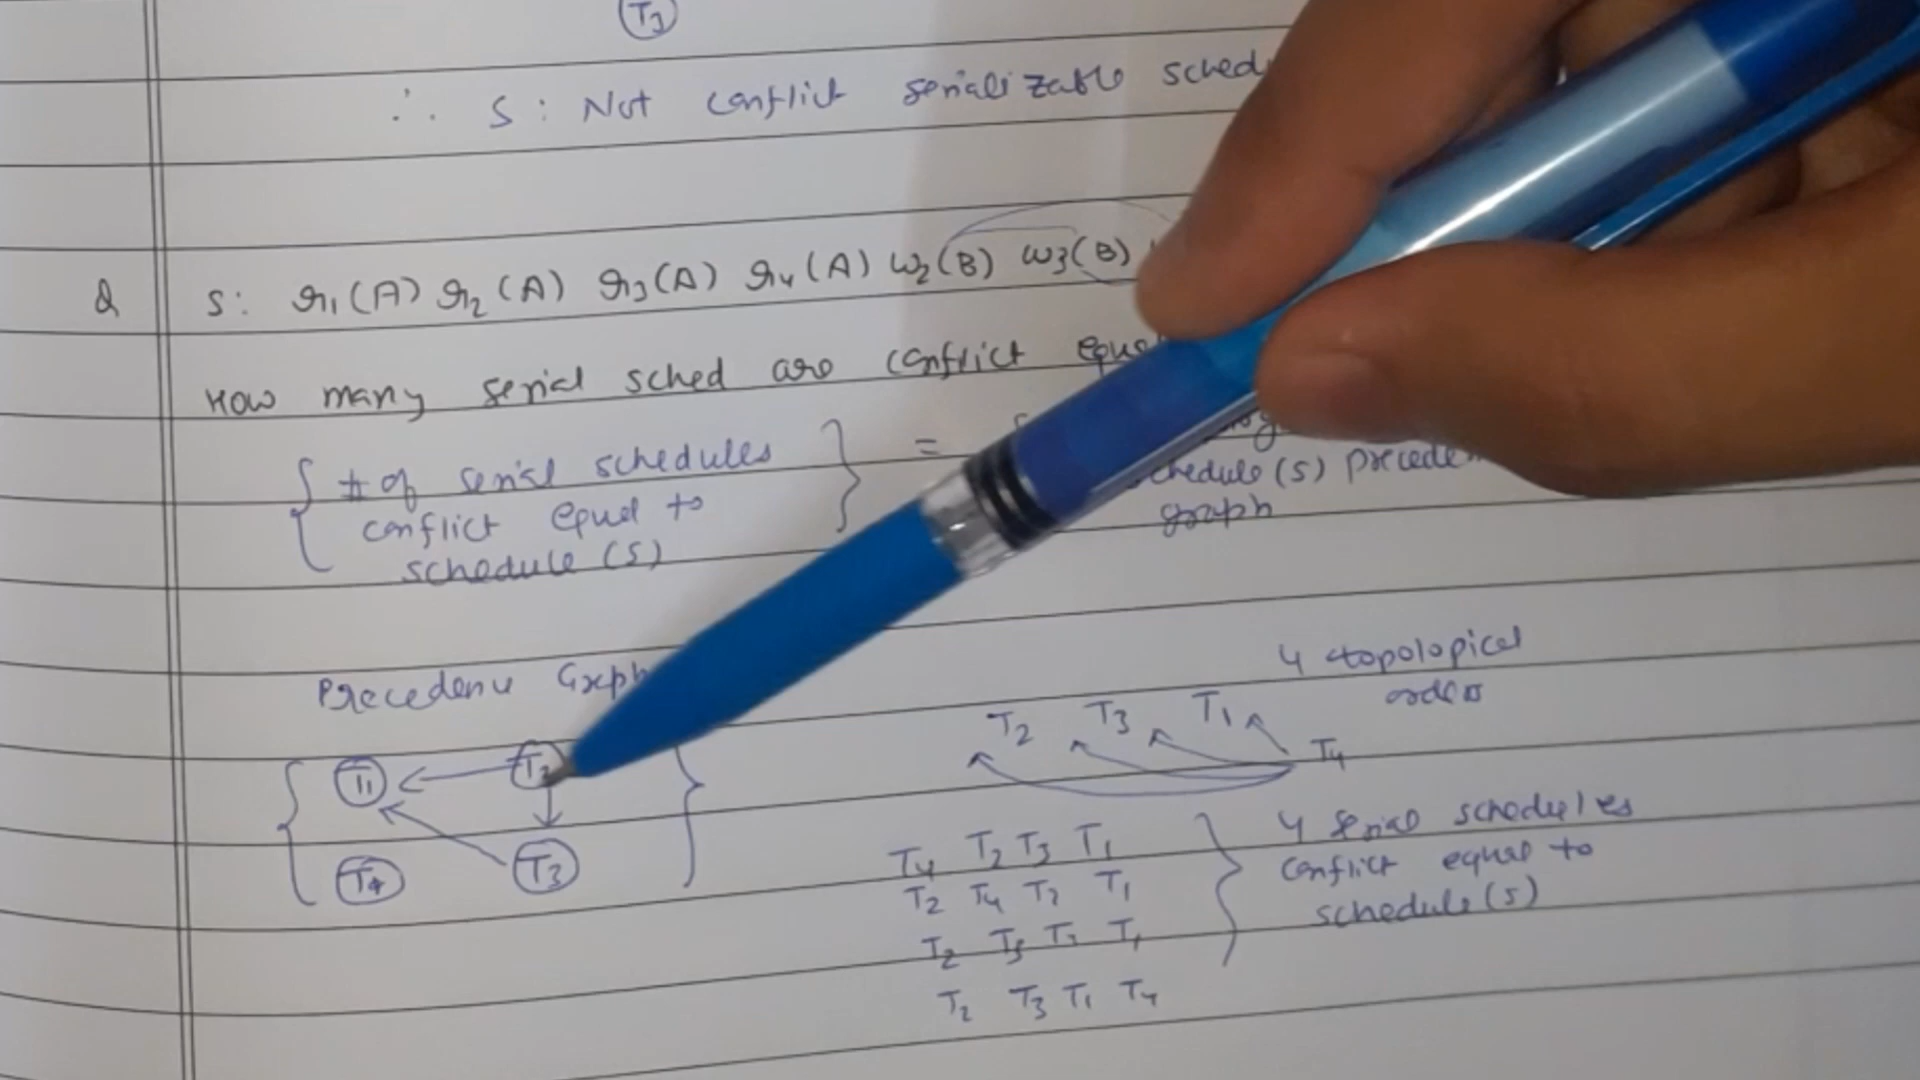 T3
∴ S : Not conflict serializable sched
Q S: r1(A) r2(A) r3(A) r4(A) w2(B) w3(B)
How many serial sched are conflict equal
{ # of serial schedules } =
conflict equal to schedule(S) precede
schedule (S) graph
Precedence Graph
4 topological
orders
T2 T3 T1
T4
T1 T2
T4 T3
T4 T2 T3 T1
T2 T4 T3 T1
T2 T3
T2 T3 T1 T4
4 serial schedules
conflict equal to
schedule(S)